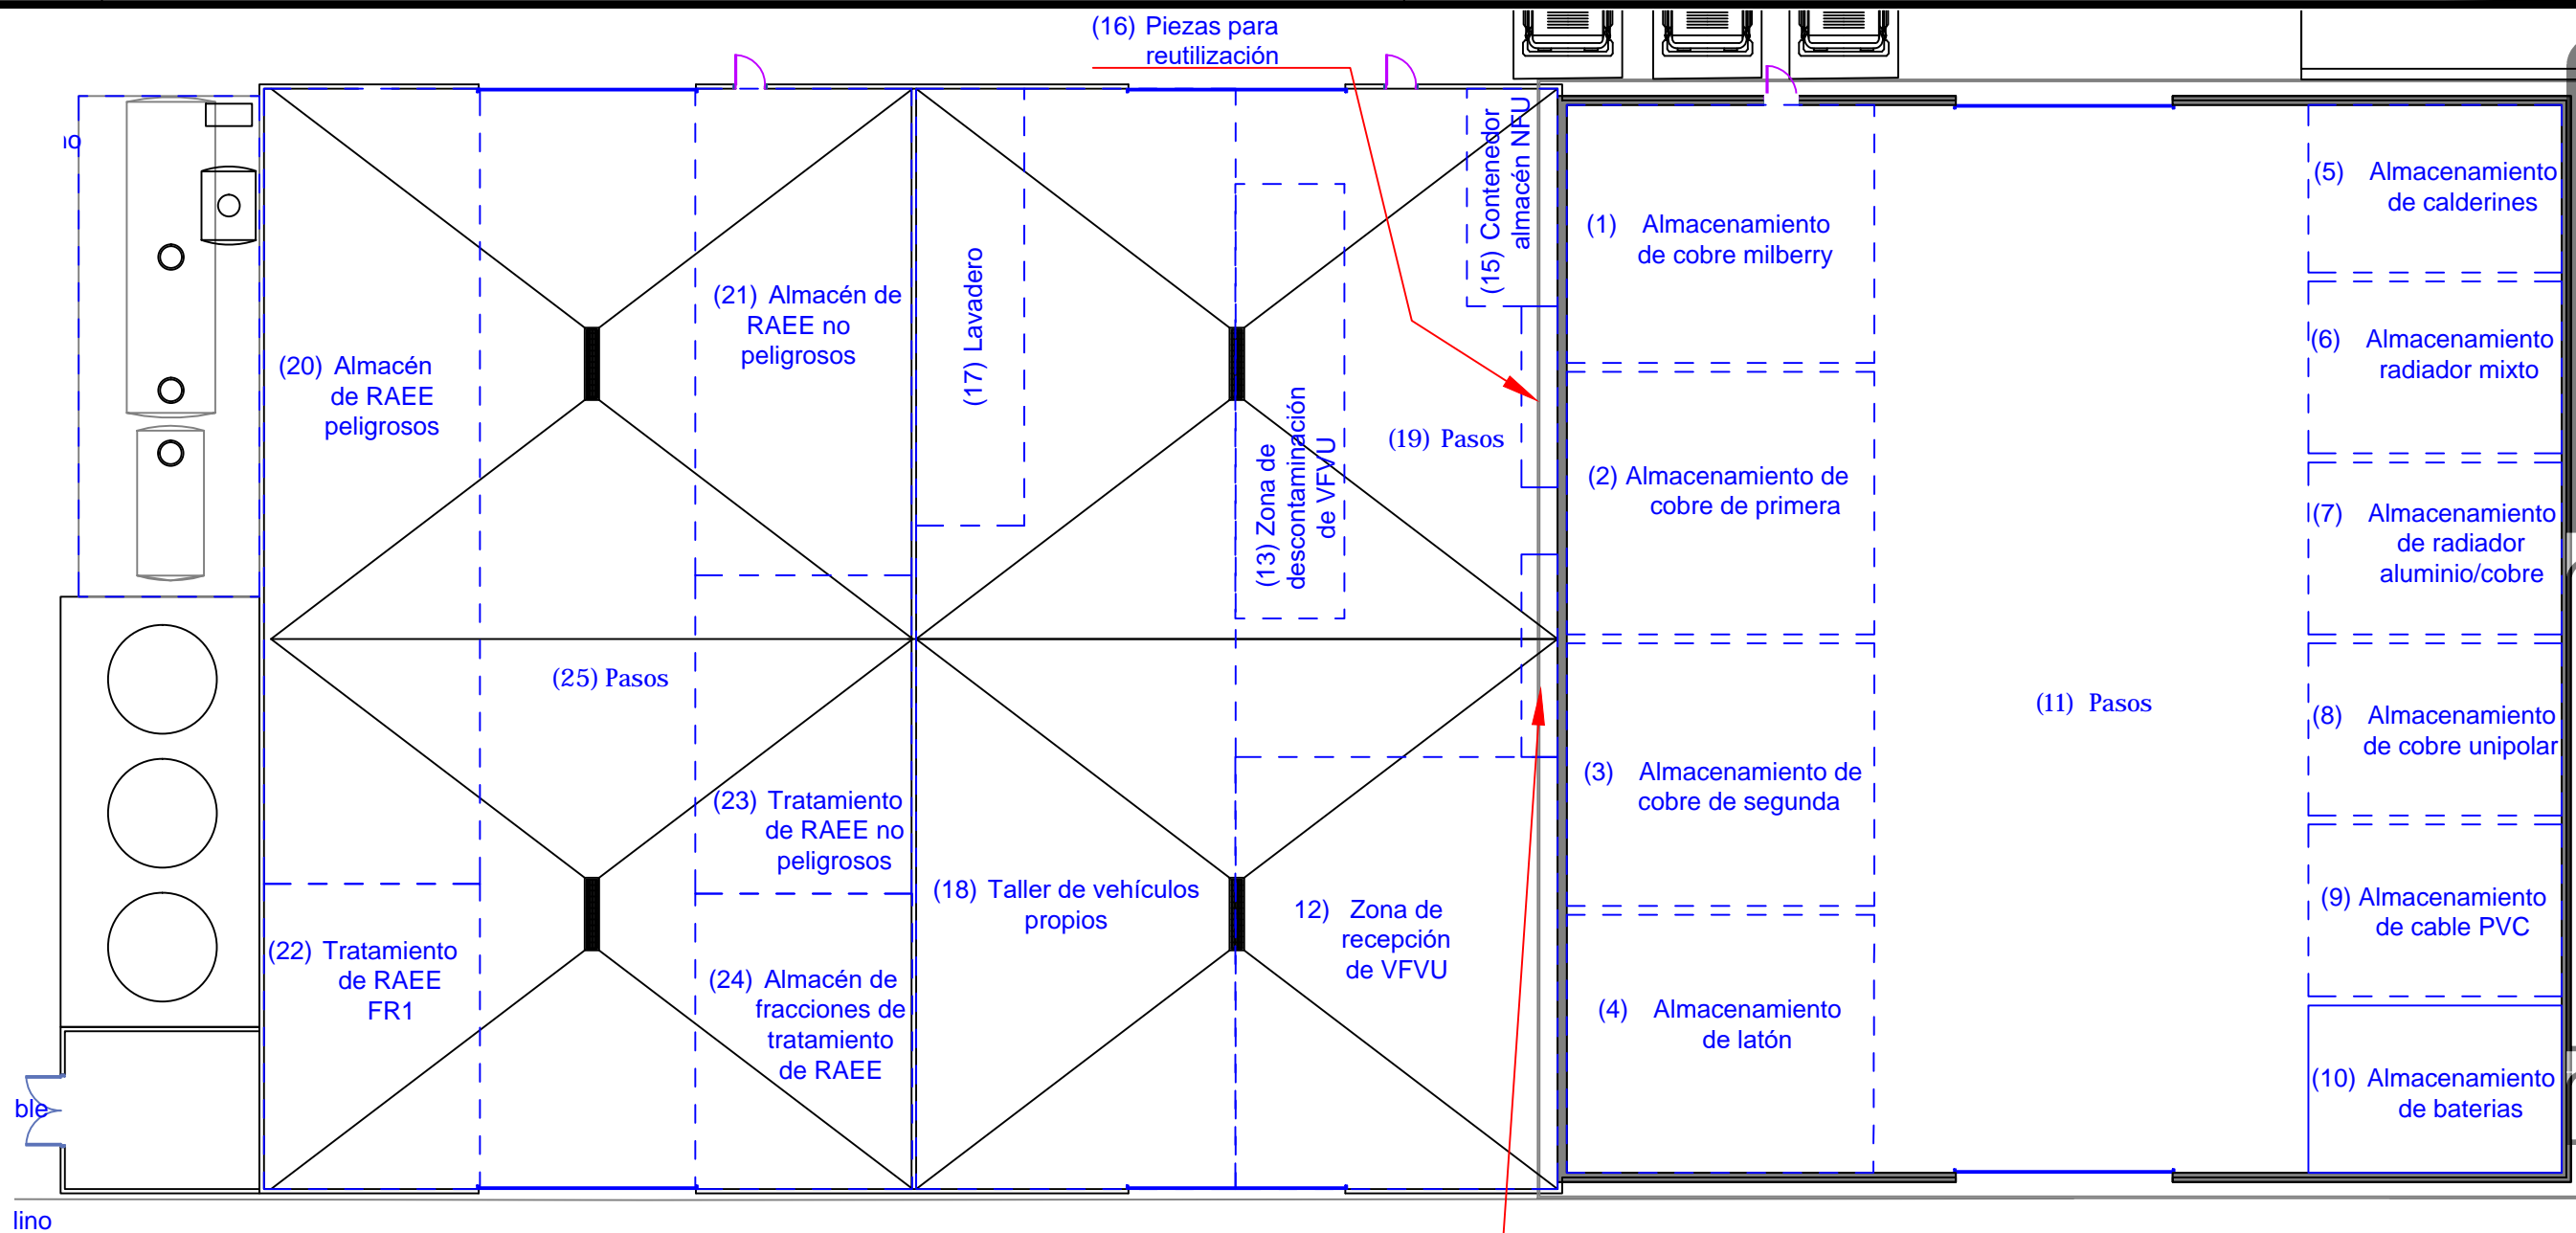 (16) Piezas para
reutilización
(20) Almacén
de RAEE
peligrosos
(21) Almacén de
RAEE no
peligrosos
(17) Lavadero
(13) Zona de
descontaminación
de VFVU
(15) Contenedor
almacén NFU
(19) Pasos
(25) Pasos
(22) Tratamiento
de RAEE
FR1
(23) Tratamiento
de RAEE no
peligrosos
(24) Almacén de
fracciones de
tratamiento
de RAEE
(18) Taller de vehículos
propios
12) Zona de
recepción
de VFVU
(1) Almacenamiento
de cobre milberry
(2) Almacenamiento de
cobre de primera
(3) Almacenamiento de
cobre de segunda
(4) Almacenamiento
de latón
(11) Pasos
(5) Almacenamiento
de calderines
(6) Almacenamiento
radiador mixto
(7) Almacenamiento
de radiador
aluminio/cobre
(8) Almacenamiento
de cobre unipolar
(9) Almacenamiento
de cable PVC
(10) Almacenamiento
de baterias
ble
lino